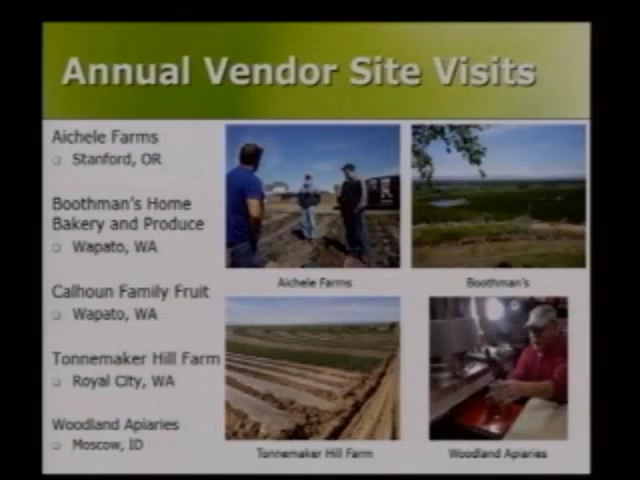 Annual Vendor Site Visits
Aichele Farms
Stanford, OR
Boothman's Home
Bakery and Produce
Wapato, WA
Calhoun Family Fruit
Wapato, WA
Tonnemaker Hill Farm
Royal City, WA
Woodland Apiaries
Moscow, ID
Aichele Farms
Boothman's
Tonnemaker Hill Farm
Woodland Apiaries